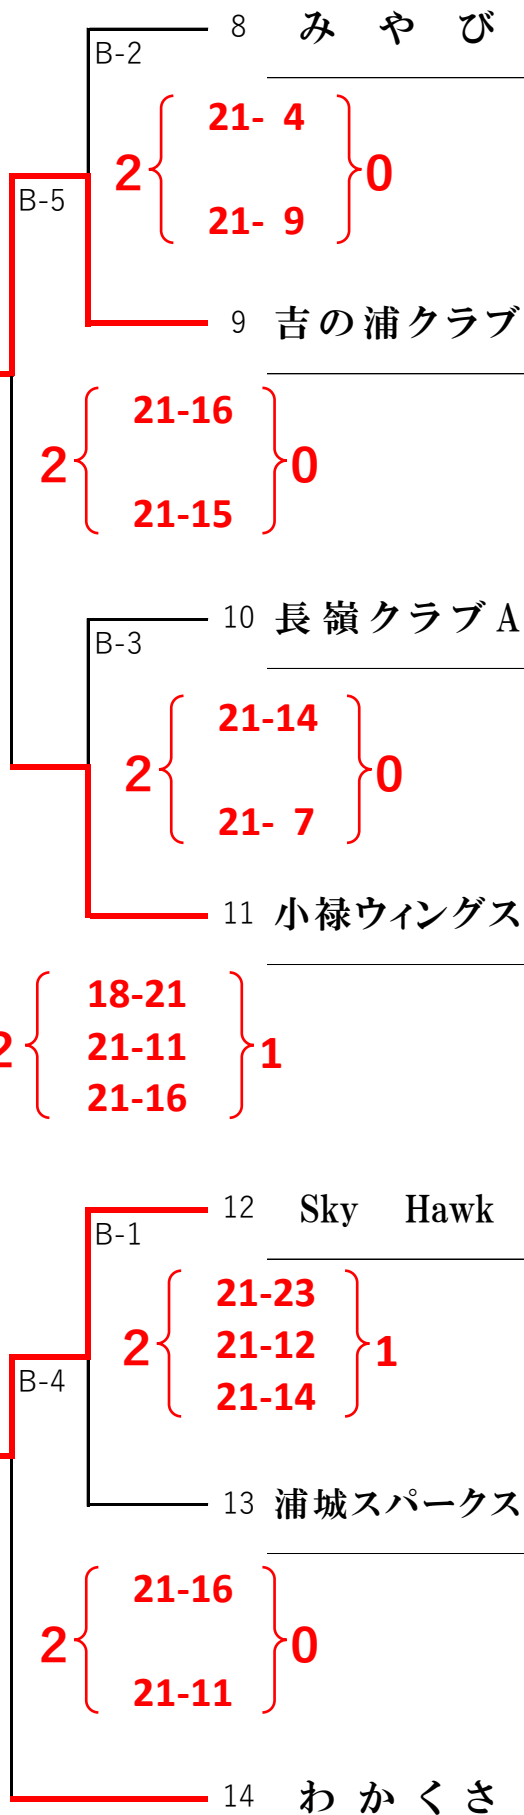 8 みやび
B-2
21- 4
2 0
21- 9
B-5
9 吉の浦クラブ
21-16
2 0
21-15
10 長嶺クラブA
B-3
21-14
2 0
21- 7
11 小禄ウィングス
18-21
2 21-11 1
21-16
12 Sky Hawk
B-1
21-23
2 21-12 1
21-14
B-4
13 浦城スパークス
21-16
2 0
21-11
14 わかくさ